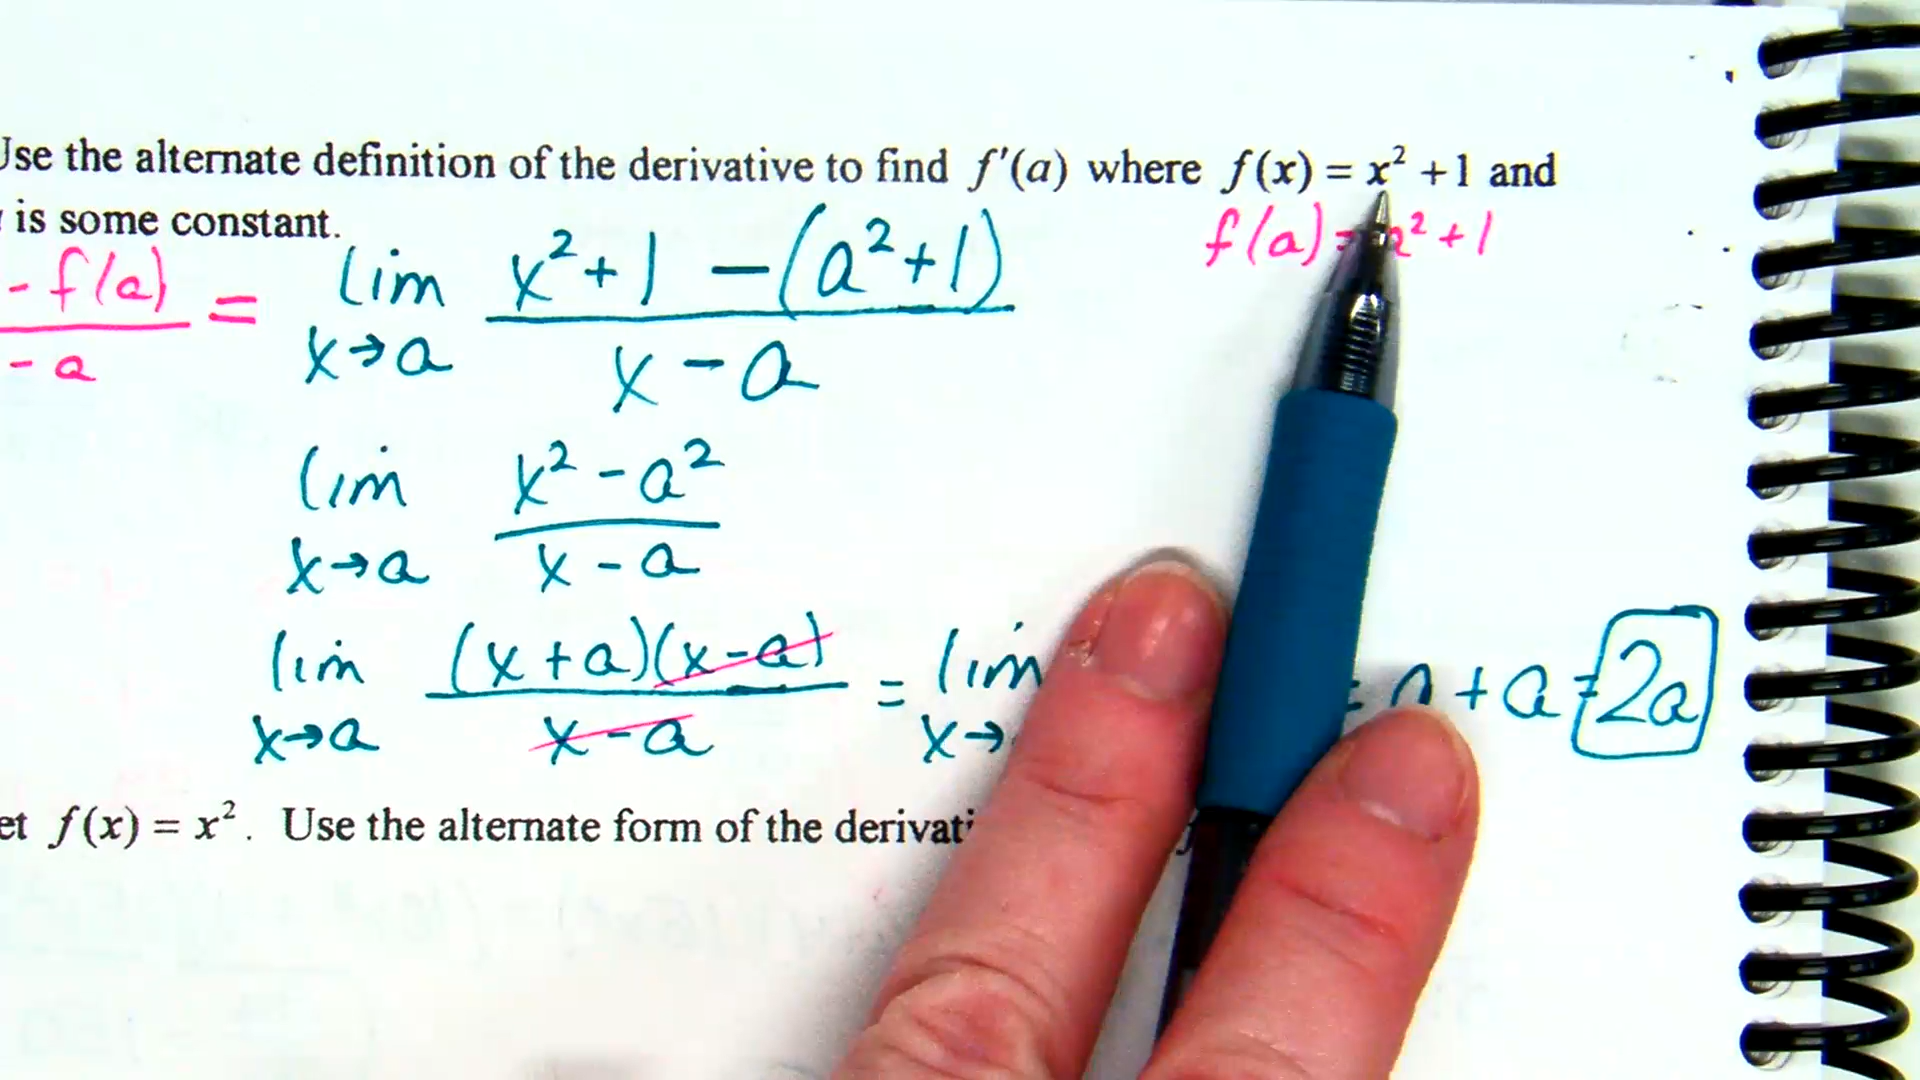 Use the alternate definition of the derivative to find f'(a) where f(x) = x² + 1 and
is some constant.
f(a) = a² + 1
- f(a) / - a = lim x→a x² + 1 - (a² + 1) / x - a
lim x→a x² - a² / x - a
lim x→a (x + a)(x - a) / x - a = lim x→ = a + a = 2a
et f(x) = x². Use the alternate form of the